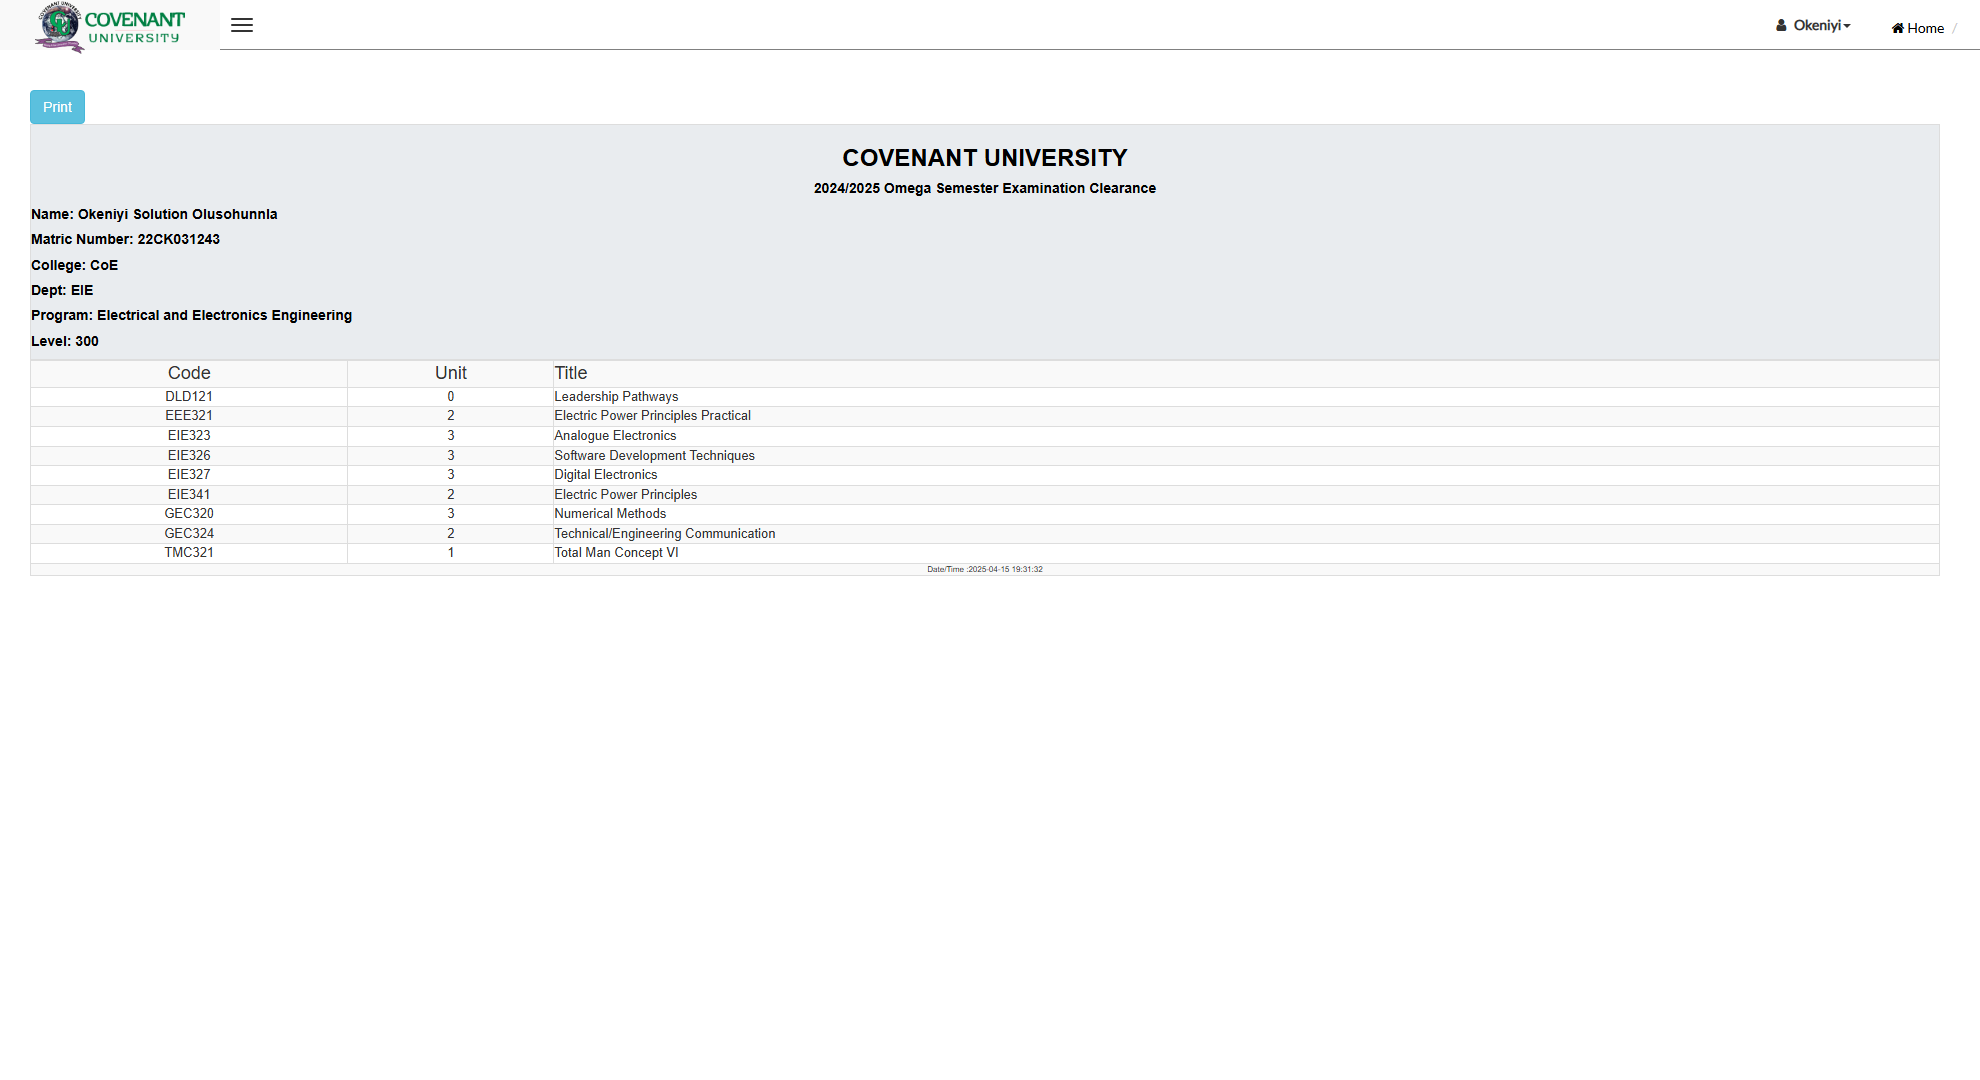 COVENANT
UNIVERSITY
Okeniyi
Home /
Print
COVENANT UNIVERSITY
2024/2025 Omega Semester Examination Clearance
Name: Okeniyi Solution Olusohunnla
Matric Number: 22CK031243
College: CoE
Dept: EIE
Program: Electrical and Electronics Engineering
Level: 300
Code Unit Title
DLD121 0 Leadership Pathways
EEE321 2 Electric Power Principles Practical
EIE323 3 Analogue Electronics
EIE326 3 Software Development Techniques
EIE327 3 Digital Electronics
EIE341 2 Electric Power Principles
GEC320 3 Numerical Methods
GEC324 2 Technical/Engineering Communication
TMC321 1 Total Man Concept VI
Date/Time :2025-04-15 19:31:32